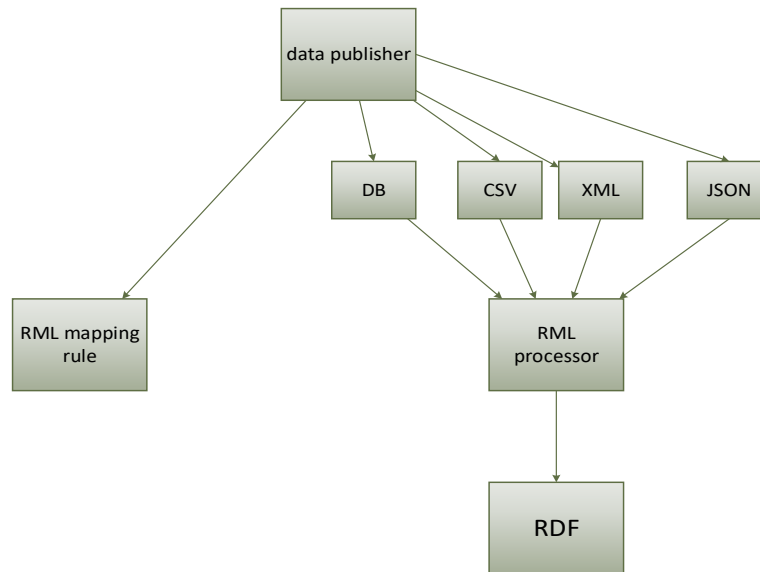 data publisher
DB
CSV
XML
JSON
RML mapping
rule
RML
processor
RDF